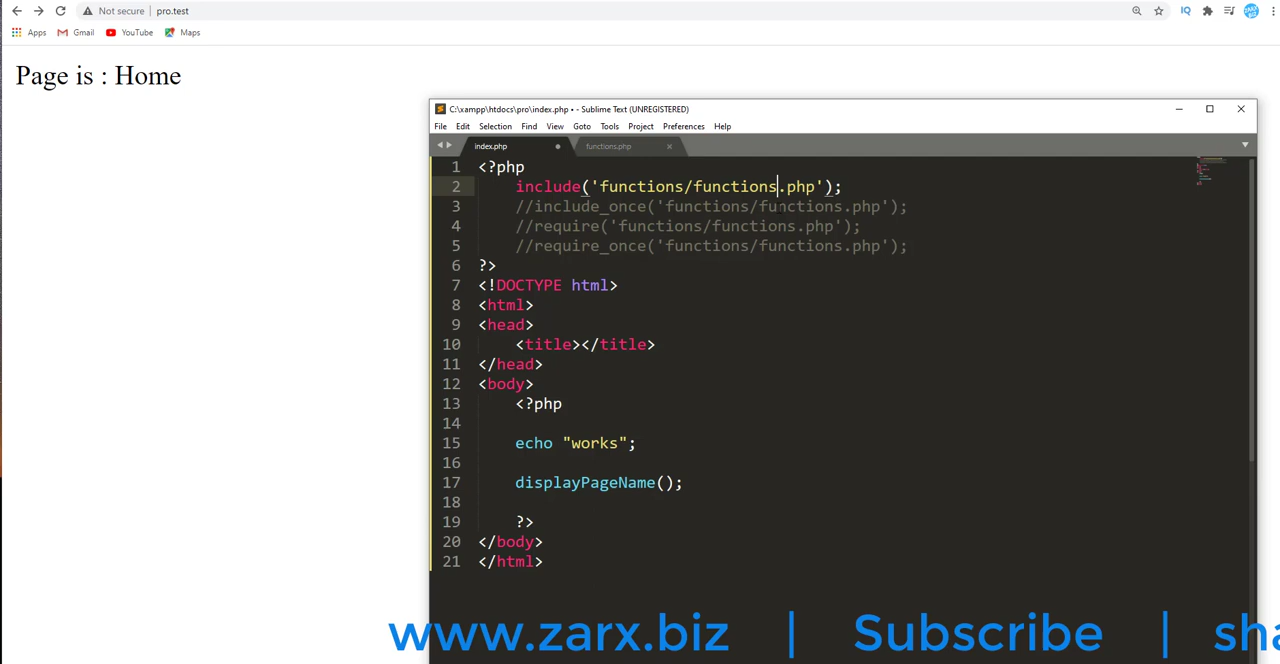 Not secure | pro.test
Apps Gmail YouTube Maps
Page is : Home
C:\xampp\htdocs\pro\index.php • - Sublime Text (UNREGISTERED)
File Edit Selection Find View Goto Tools Project Preferences Help
index.php functions.php
1 <?php
2 include('functions/functions.php');
3 //include_once('functions/functions.php');
4 //require('functions/functions.php');
5 //require_once('functions/functions.php');
6 ?>
7 <!DOCTYPE html>
8 <html>
9 <head>
10 <title></title>
11 </head>
12 <body>
13 <?php
14
15 echo "works";
16
17 displayPageName();
18
19 ?>
20 </body>
21 </html>
www.zarx.biz | Subscribe | sha